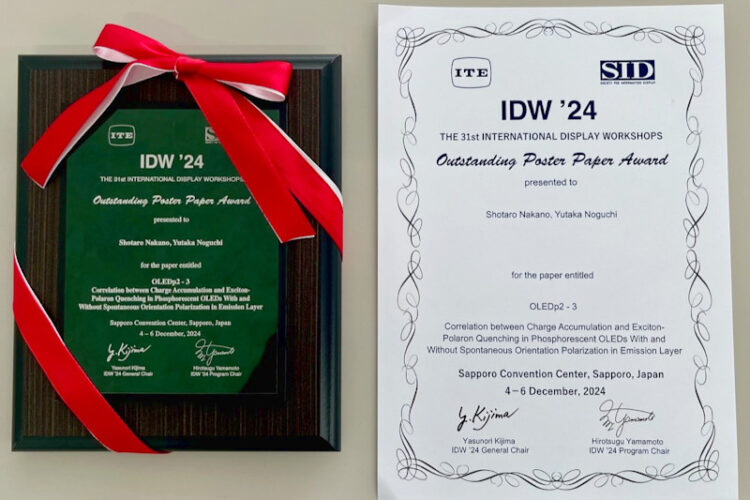 ITE
SID
IDW '24
THE 31st INTERNATIONAL DISPLAY WORKSHOPS
Outstanding Poster Paper Award
presented to
Shotaro Nakano, Yutaka Noguchi
for the paper entitled
OLEDp2 - 3
Correlation between Charge Accumulation and Exciton-
Polaron Quenching in Phosphorescent OLEDs With and
Without Spontaneous Orientation Polarization in Emission Layer
Sapporo Convention Center, Sapporo, Japan
4 – 6 December, 2024
Y. Kijima
Yasunori Kijima
IDW '24 General Chair
Hirotsugu Yamamoto
IDW '24 Program Chair
ITE
SID
SOCIETY FOR INFORMATION DISPLAY
IDW '24
THE 31st INTERNATIONAL DISPLAY WORKSHOPS
Outstanding Poster Paper Award
presented to
Shotaro Nakano, Yutaka Noguchi
for the paper entitled
OLEDp2 - 3
Correlation between Charge Accumulation and Exciton-
Polaron Quenching in Phosphorescent OLEDs With and
Without Spontaneous Orientation Polarization in Emission Layer
Sapporo Convention Center, Sapporo, Japan
4 – 6 December, 2024
Y. Kijima
Yasunori Kijima
IDW '24 General Chair
Hirotsugu Yamamoto
IDW '24 Program Chair